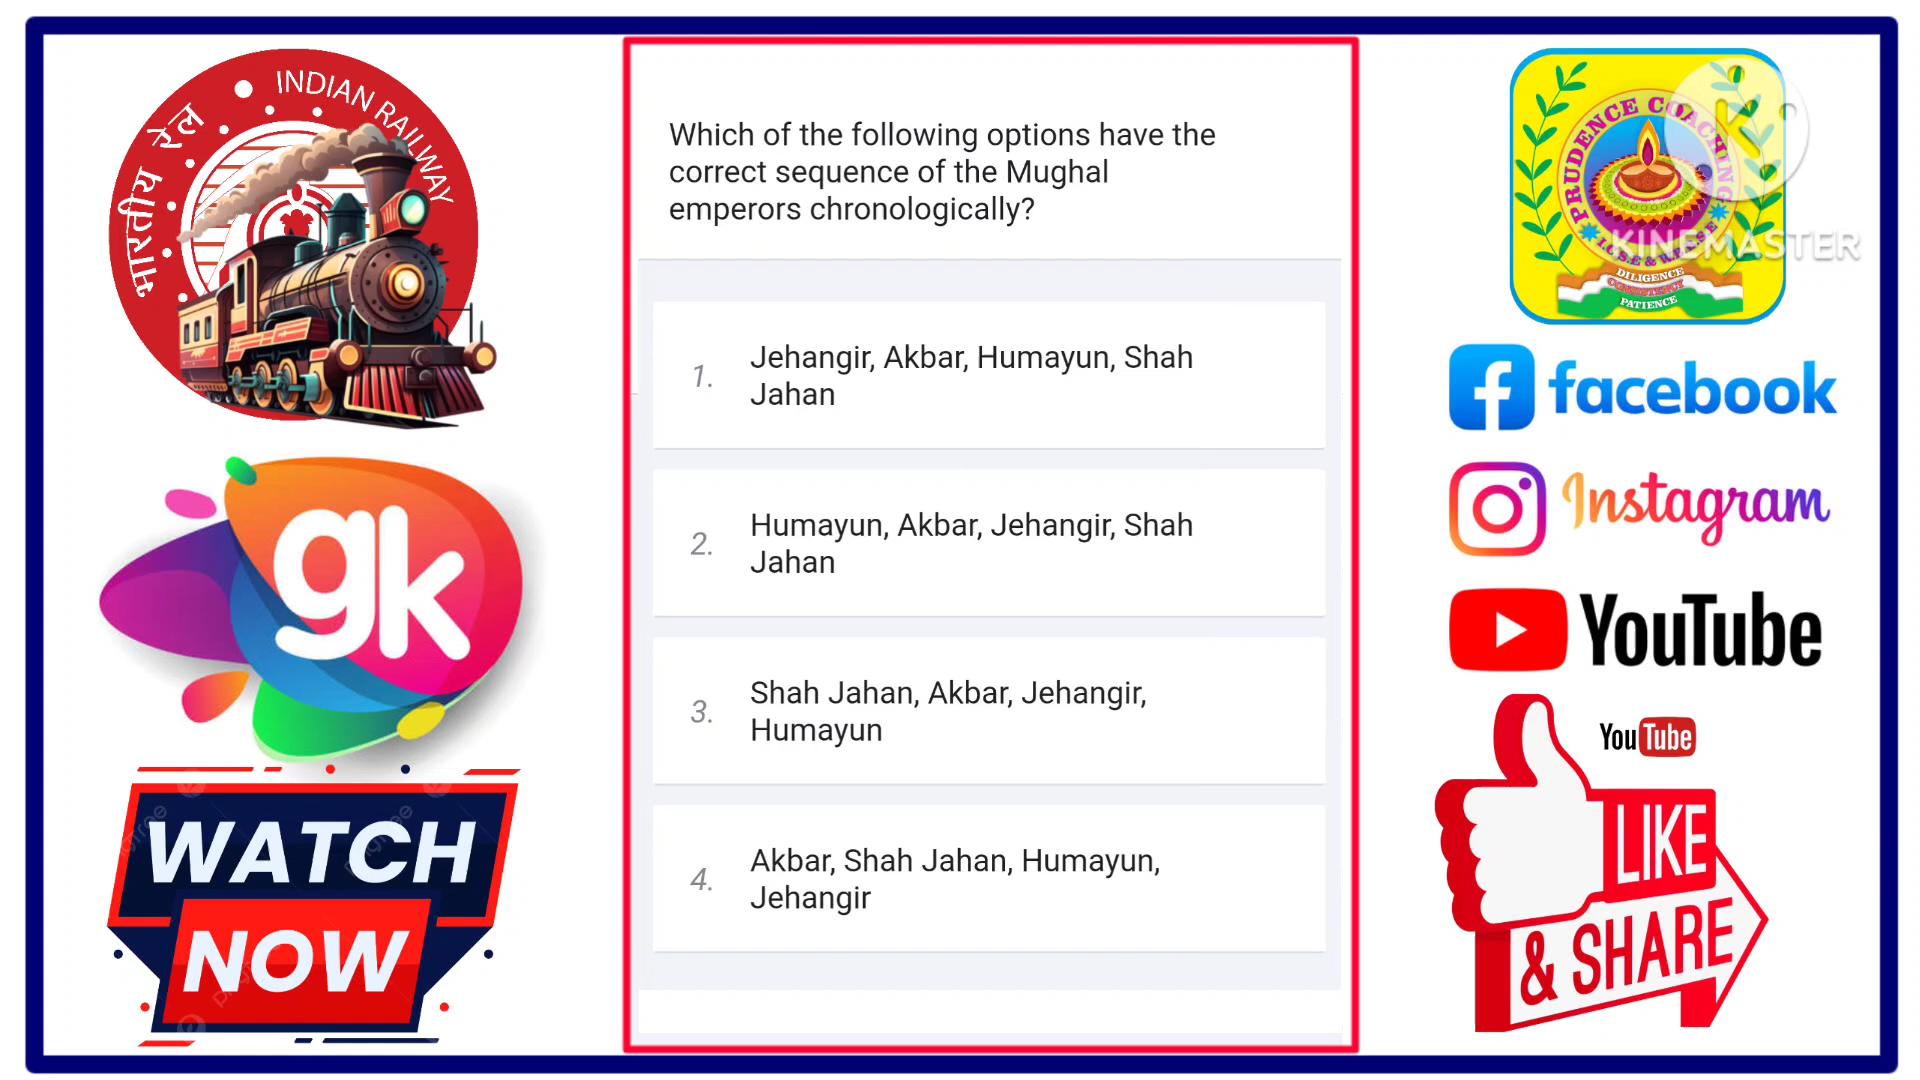 भारतीय रेल
INDIAN RAILWAY
Which of the following options have the
correct sequence of the Mughal
emperors chronologically?
1.
Jehangir, Akbar, Humayun, Shah
Jahan
2.
Humayun, Akbar, Jehangir, Shah
Jahan
3.
Shah Jahan, Akbar, Jehangir,
Humayun
4.
Akbar, Shah Jahan, Humayun,
Jehangir
gk
WATCH
NOW
PRUDENCE COACHING
K
KINEMASTER
DILIGENCE
CONSISTENCY
PATIENCE
facebook
Instagram
YouTube
YouTube
LIKE
& SHARE